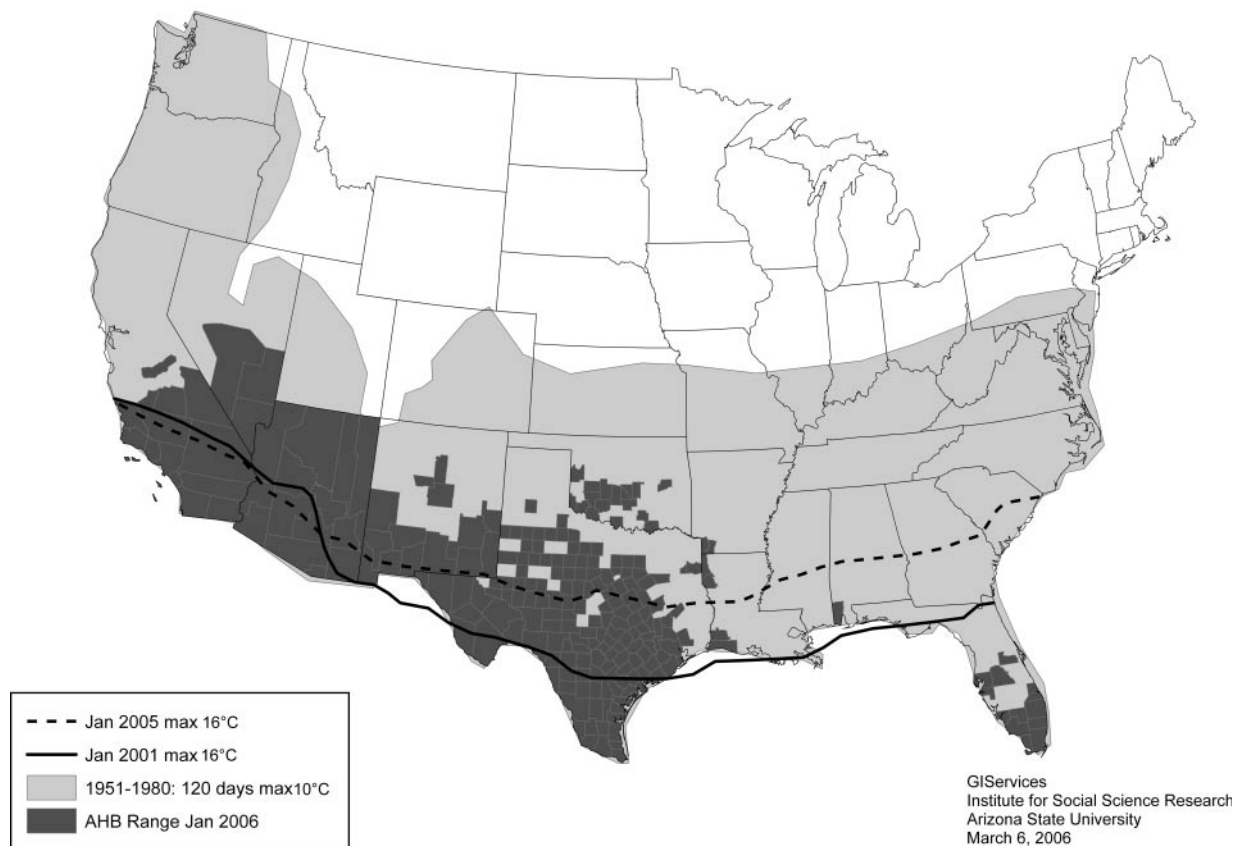 Jan 2005 max 16°C
Jan 2001 max 16°C
1951-1980: 120 days max10°C
AHB Range Jan 2006
GIServices
Institute for Social Science Research
Arizona State University
March 6, 2006